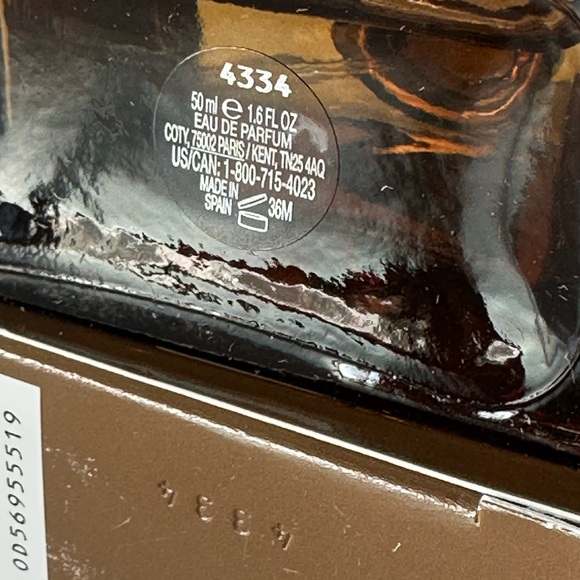 4334
50 ml ℮ 1.6 FL OZ
EAU DE PARFUM
COTY, 75002 PARIS / KENT, TN25 4AQ
US/CAN: 1-800-715-4023
MADE IN
SPAIN 36M
4334
0D56955519